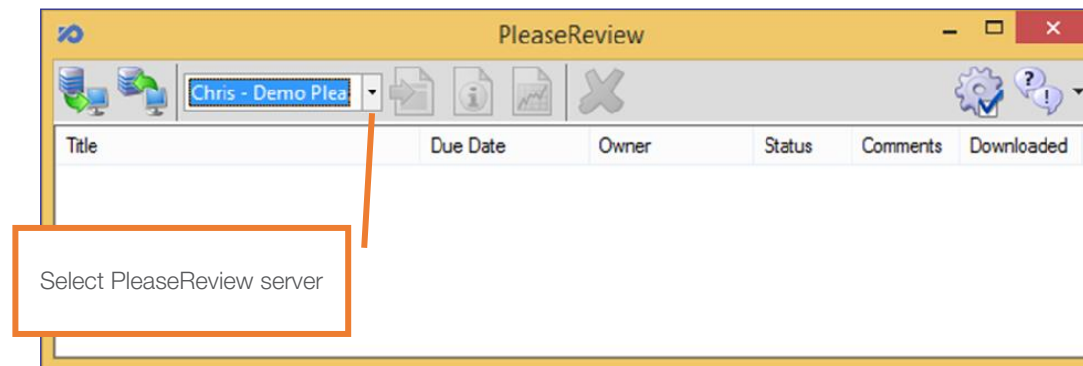 PleaseReview
Chris - Demo Plea
Title Due Date Owner Status Comments Downloaded
Select PleaseReview server